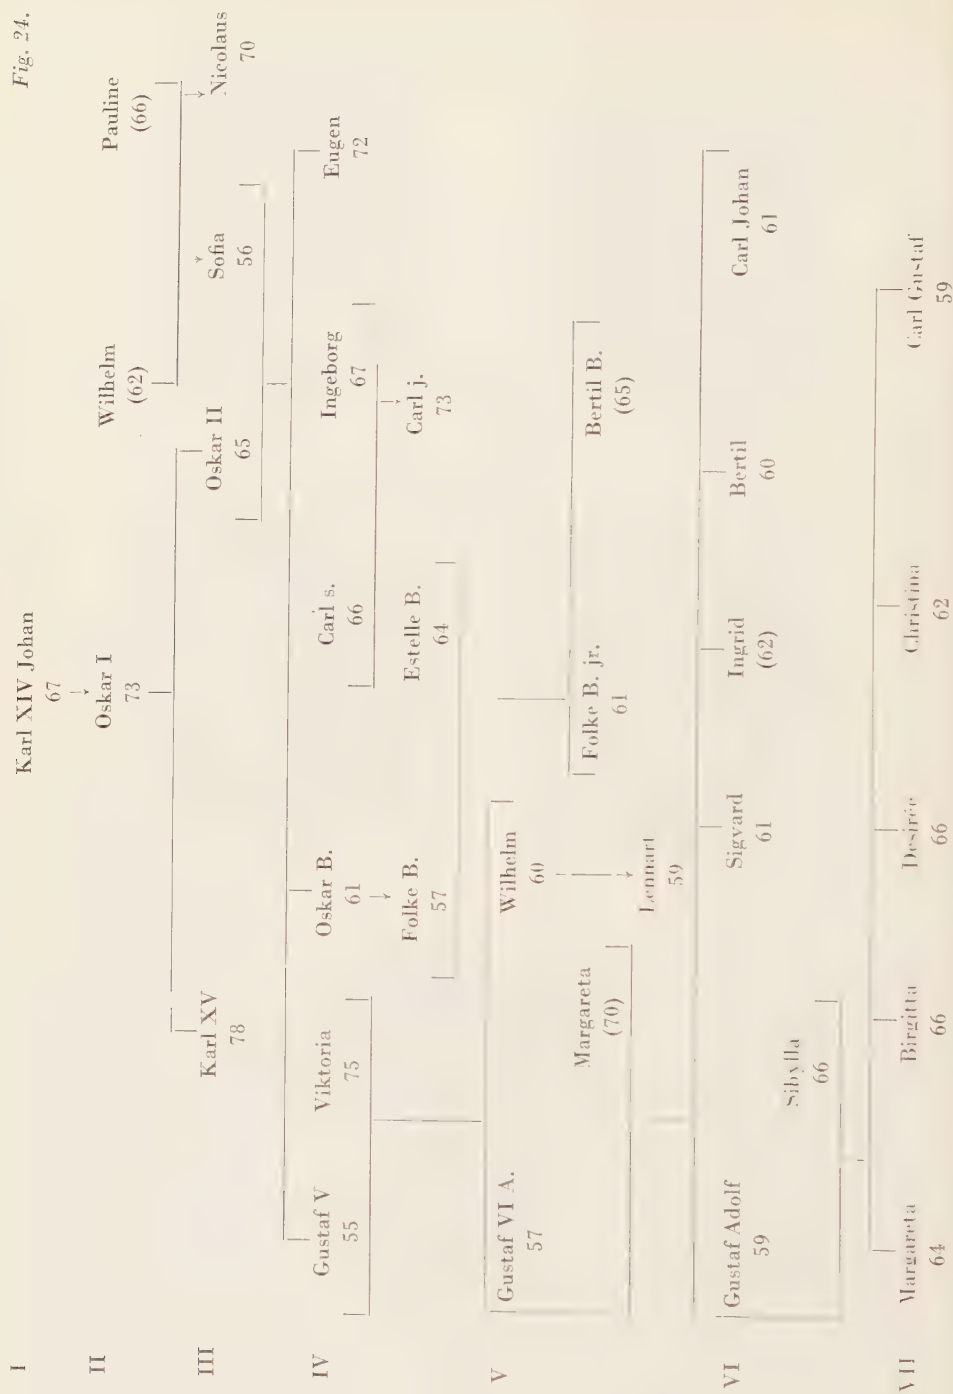 Fig. 24.
I
Karl XIV Johan
67
II
Oskar I
73
Wilhelm
(62)
Pauline
(66)
III
Karl XV
78
Oskar II
65
Sofia
56
Nicolaus
70
IV
Gustaf V
55
Viktoria
75
Oskar B.
61
Carl s.
66
Ingeborg
67
Eugen
72
Folke B.
57
Estelle B.
64
Carl j.
73
V
Gustaf VI A.
57
Wilhelm
60
Margareta
(70)
Lennart
59
Folke B. jr.
61
Bertil B.
(65)
VI
Gustaf Adolf
59
Sigvard
61
Ingrid
(62)
Bertil
60
Carl Johan
61
Sibylla
66
VII
Margareta
64
Birgitta
66
Desirée
66
Christina
62
Carl Gustaf
59